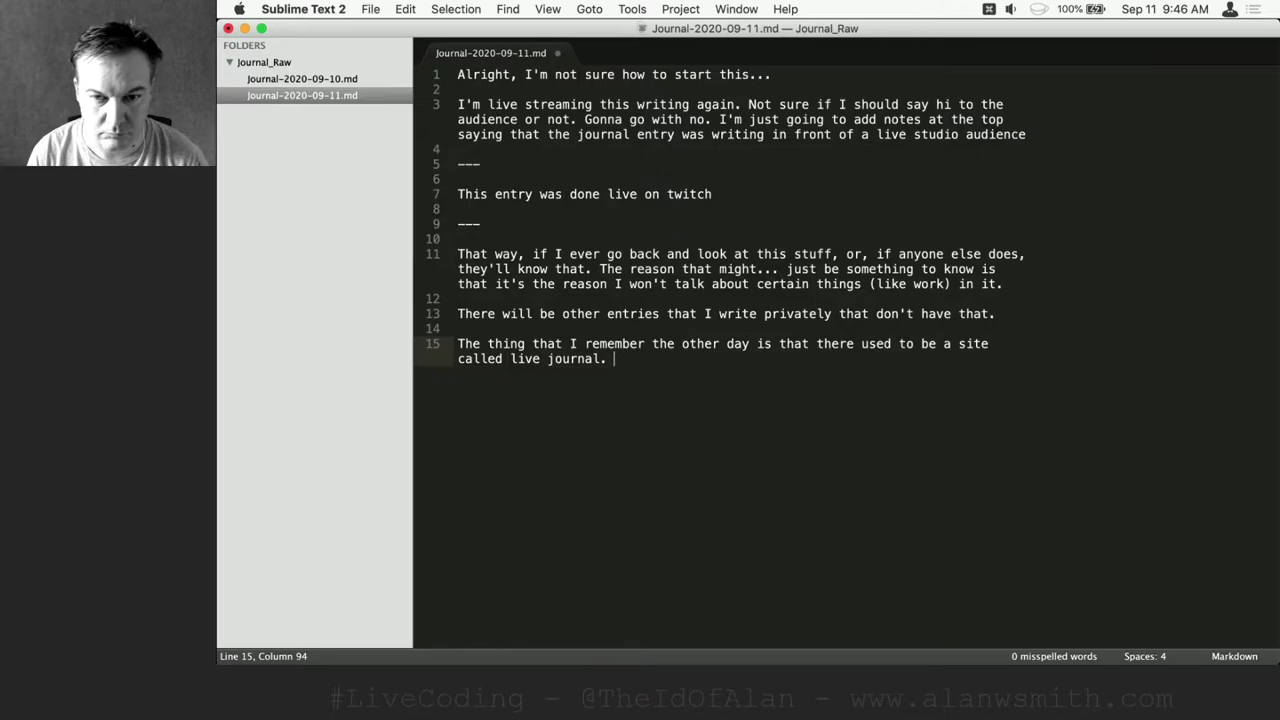 Sublime Text 2 File Edit Selection Find View Goto Tools Project Window Help 100% Sep 11 9:46 AM
Journal-2020-09-11.md — Journal_Raw
FOLDERS
Journal_Raw
Journal-2020-09-10.md
Journal-2020-09-11.md
Journal-2020-09-11.md
1 Alright, I'm not sure how to start this...
2
3 I'm live streaming this writing again. Not sure if I should say hi to the
audience or not. Gonna go with no. I'm just going to add notes at the top
saying that the journal entry was writing in front of a live studio audience
4
5 ---
6
7 This entry was done live on twitch
8
9 ---
10
11 That way, if I ever go back and look at this stuff, or, if anyone else does,
they'll know that. The reason that might... just be something to know is
that it's the reason I won't talk about certain things (like work) in it.
12
13 There will be other entries that I write privately that don't have that.
14
15 The thing that I remember the other day is that there used to be a site
called live journal.
Line 15, Column 94 0 misspelled words Spaces: 4 Markdown
#LiveCoding - @TheIdOfAlan - www.alanwsmith.com